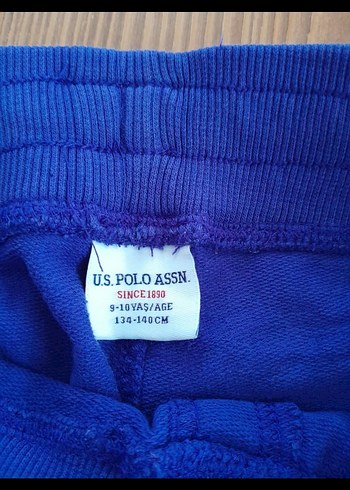 U.S. POLO ASSN.
SINCE 1890
9-10 YAŞ/AGE
134-140 CM